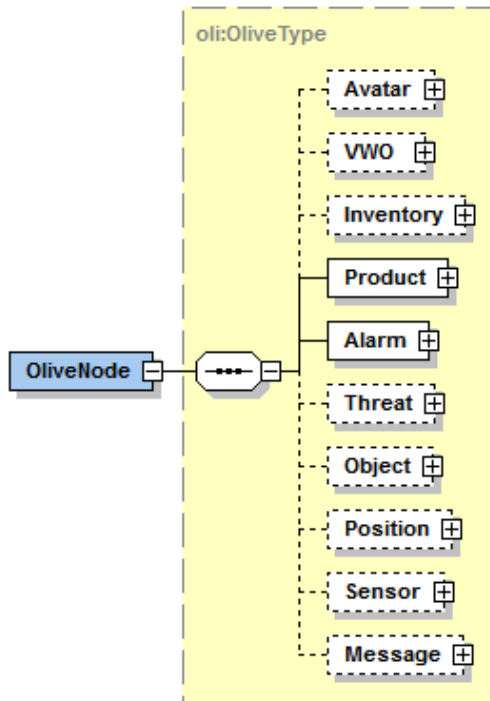 oli:OliveType
Avatar
VWO
Inventory
Product
Alarm
OliveNode
Threat
Object
Position
Sensor
Message